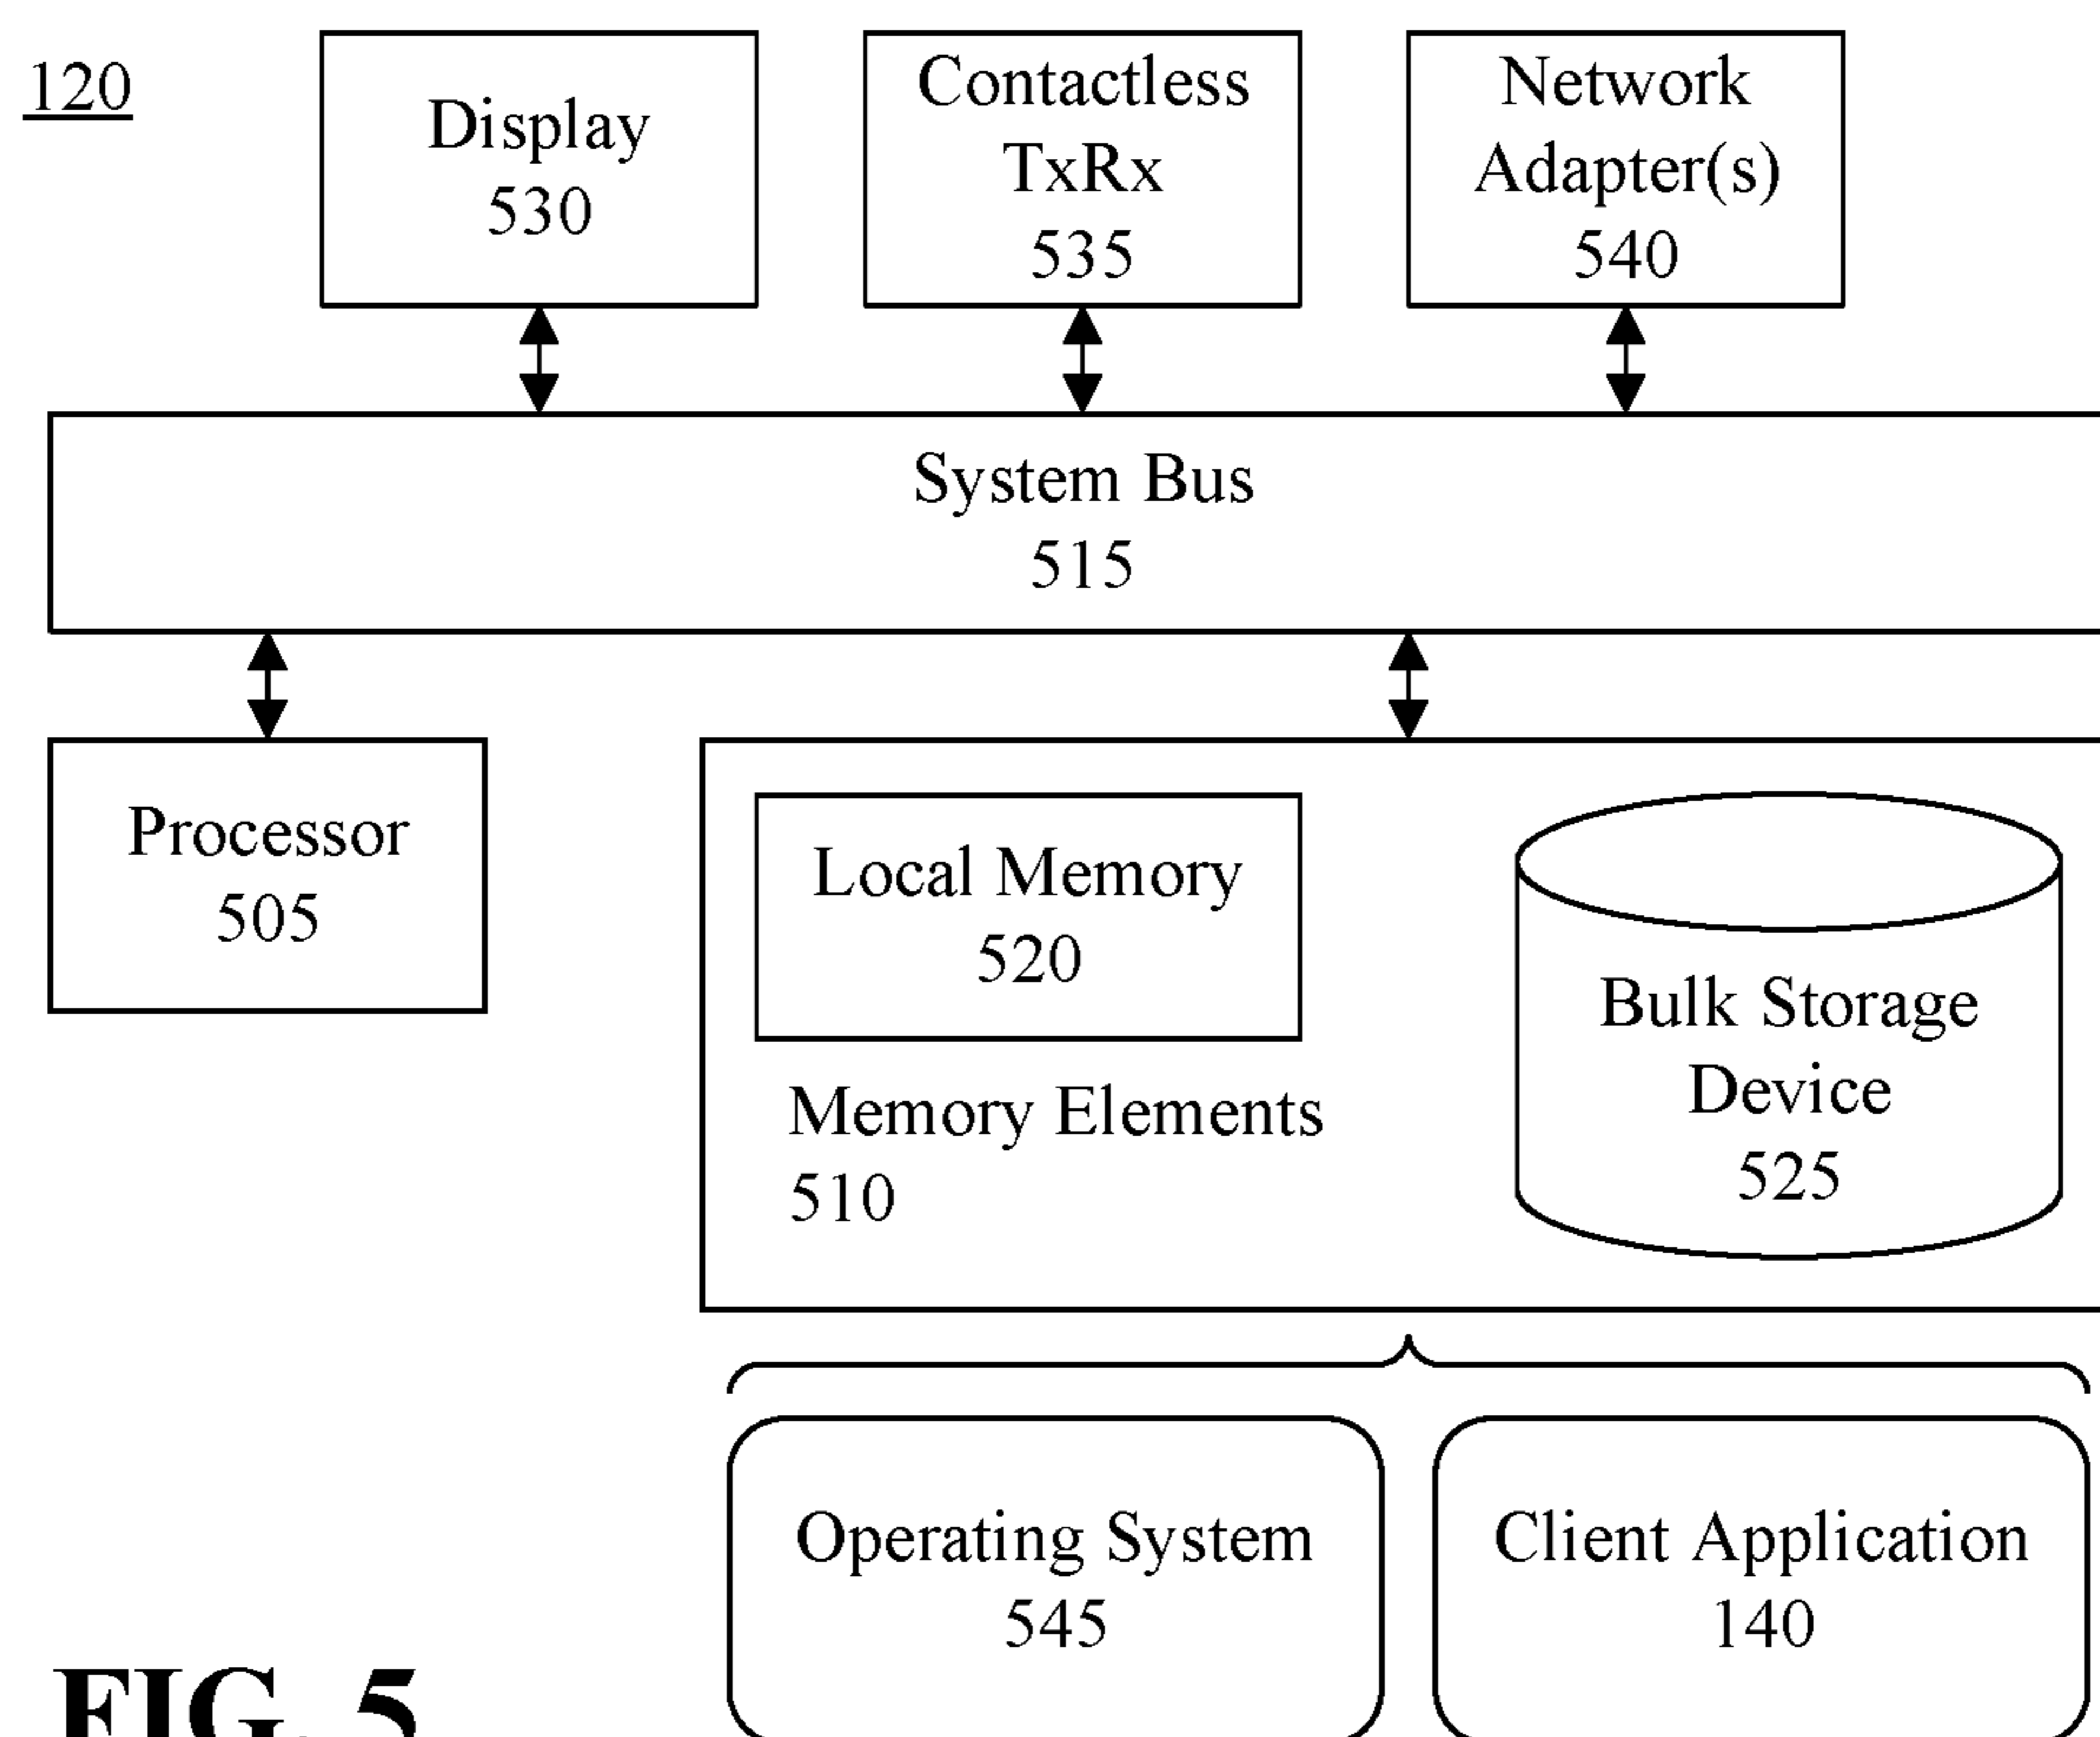 120
Display
530
Contactless
TxRx
535
Network
Adapter(s)
540
System Bus
515
Processor
505
Local Memory
520
Memory Elements
510
Bulk Storage
Device
525
Operating System
545
Client Application
140
FIG. 5